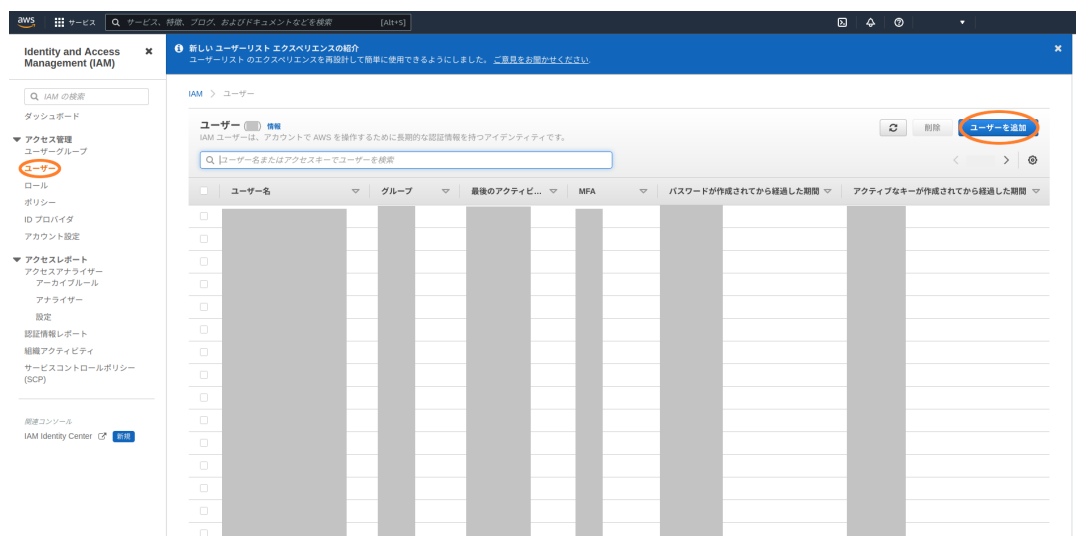 aws
サービス
サービス、特徴、ブログ、およびドキュメントなどを検索 [Alt+S]
Identity and Access
Management (IAM)
IAM の検索
ダッシュボード
アクセス管理
ユーザーグループ
ユーザー
ロール
ポリシー
ID プロバイダ
アカウント設定
アクセスレポート
アクセスアナライザー
アーカイブルール
アナライザー
設定
認証情報レポート
組織アクティビティ
サービスコントロールポリシー
(SCP)
関連コンソール
IAM Identity Center 新規
新しい ユーザーリスト エクスペリエンスの紹介
ユーザーリスト のエクスペリエンスを再設計して簡単に使用できるようにしました。 ご意見をお聞かせください.
IAM > ユーザー
ユーザー ( ) 情報
IAM ユーザーは、アカウントで AWS を操作するために長期的な認証情報を持つアイデンティティです。
削除
ユーザーを追加
ユーザー名またはアクセスキーでユーザーを検索
ユーザー名 グループ 最後のアクティビ... MFA パスワードが作成されてから経過した期間 アクティブなキーが作成されてから経過した期間